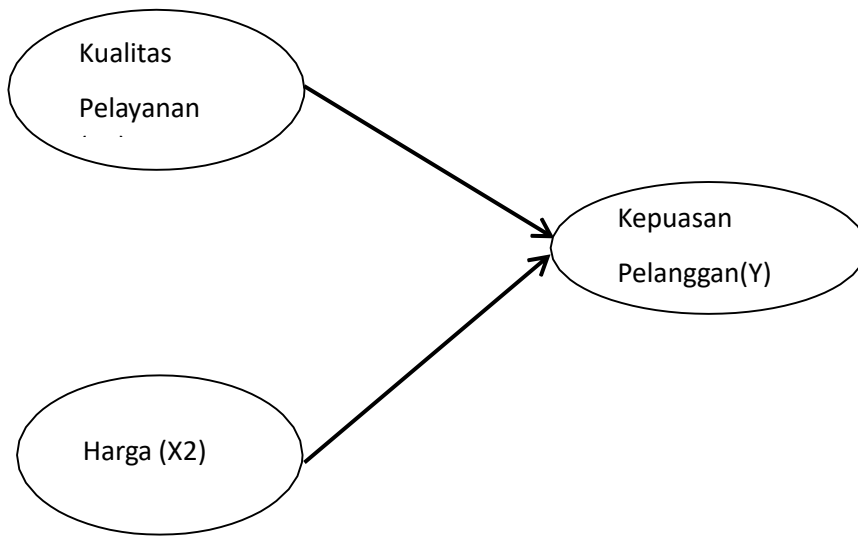 Kualitas
Pelayanan
Kepuasan
Pelanggan(Y)
Harga (X2)